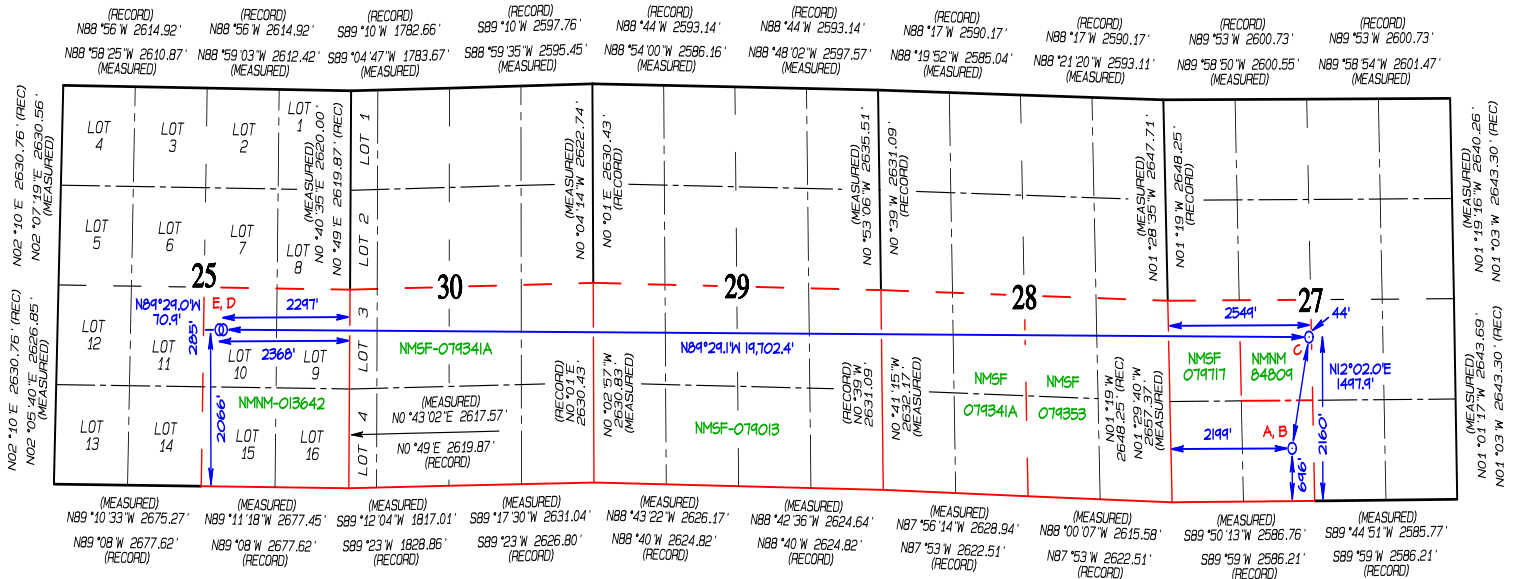 (RECORD)
N88 °56 'W 2614.92 '
N88 °58 '25 "W 2610.87 '
(MEASURED)
(RECORD)
N88 °56 'W 2614.92 '
N88 °59 '03 "W 2612.42 '
(MEASURED)
(RECORD)
S89 °10 'W 1782.66 '
S89 °04 '47 "W 1783.67 '
(MEASURED)
(RECORD)
S89 °10 'W 2597.76 '
S88 °59 '35 "W 2595.45 '
(MEASURED)
(RECORD)
N88 °44 'W 2593.14 '
N88 °54 '00 "W 2586.16 '
(MEASURED)
(RECORD)
N88 °44 'W 2593.14 '
N88 °48 '02 "W 2597.57 '
(MEASURED)
(RECORD)
N88 °17 'W 2590.17 '
N88 °19 '52 "W 2585.04 '
(MEASURED)
(RECORD)
N88 °17 'W 2590.17 '
N88 °21 '20 "W 2593.11 '
(MEASURED)
(RECORD)
N89 °53 'W 2600.73 '
N89 °58 '50 "W 2600.55 '
(MEASURED)
(RECORD)
N89 °53 'W 2600.73 '
N89 °58 '54 "W 2601.47 '
(MEASURED)
N02 °10 'E 2630.76 ' (REC)
N02 °07 '19 "E 2630.56 '
(MEASURED)
LOT
4
LOT
3
LOT
2
LOT
1
LOT
5
LOT
6
LOT
7
LOT
8
(MEASURED)
N0 °40 '35 "E 2620.00 '
N0 °49 'E 2619.87 ' (REC)
LOT 1
LOT 2
(MEASURED)
N0 °04 '14 "W 2622.74 '
N0 °01 'E 2630.43 '
(RECORD)
(MEASURED)
N0 °53 '06 "W 2635.51 '
N0 °39 'W 2631.09 '
(RECORD)
(MEASURED)
N01 °28 '35 "W 2647.71 '
N01 °19 'W 2648.25 '
(RECORD)
(MEASURED)
N01 °19 '16 "W 2640.26 '
N01 °03 'W 2643.30 ' (REC)
25
30
29
28
27
N02 °10 'E 2630.76 ' (REC)
N02 °05 '40 "E 2626.85 '
(MEASURED)
N89°29.0'W
70.9'
E, D
2297'
285'
2368'
2066'
LOT
12
LOT
11
LOT
10
LOT
9
NMNM-013642
LOT
13
LOT
14
LOT
15
LOT
16
LOT 3
LOT 4
NMSF-079341A
(MEASURED)
N0 °43 '02 "E 2617.57 '
N0 °49 'E 2619.87 '
(RECORD)
N89°29.1'W 19,702.4'
(RECORD)
N0 °01 'E
2630.43 '
N0 °02 '57 "W
2630.83 '
(MEASURED)
NMSF-079013
(RECORD)
N0 °39 'W
2631.09 '
N0 °41 '15 "W
2632.17 '
(MEASURED)
NMSF
079341A
NMSF
079353
N01 °19 'W
2648.25 ' (REC)
N01 °29 '40 "W
2657.37 '
(MEASURED)
2549'
44'
NMSF
079717
NMNM
84809
C
N12°02.0'E
1497.9'
A, B
2199'
2160'
696'
(MEASURED)
N01 °01 '17 "W 2643.69 '
N01 °03 'W 2643.30 ' (REC)
(MEASURED)
N89 °10 '33 "W 2675.27 '
N89 °08 'W 2677.62 '
(RECORD)
(MEASURED)
N89 °11 '18 "W 2677.45 '
N89 °08 'W 2677.62 '
(RECORD)
(MEASURED)
S89 °12 '04 "W 1817.01 '
S89 °23 'W 1828.86 '
(RECORD)
(MEASURED)
S89 °17 '30 "W 2631.04 '
S89 °23 'W 2626.80 '
(RECORD)
(MEASURED)
N88 °43 '22 "W 2626.17 '
N88 °40 'W 2624.82 '
(RECORD)
(MEASURED)
N88 °42 '36 "W 2624.64 '
N88 °40 'W 2624.82 '
(RECORD)
(MEASURED)
N87 °56 '14 "W 2628.94 '
N87 °53 'W 2622.51 '
(RECORD)
(MEASURED)
N88 °00 '07 "W 2615.58 '
N87 °53 'W 2622.51 '
(RECORD)
(MEASURED)
S89 °50 '13 "W 2586.76 '
S89 °59 'W 2586.21 '
(RECORD)
(MEASURED)
S89 °44 '51 "W 2585.77 '
S89 °59 'W 2586.21 '
(RECORD)